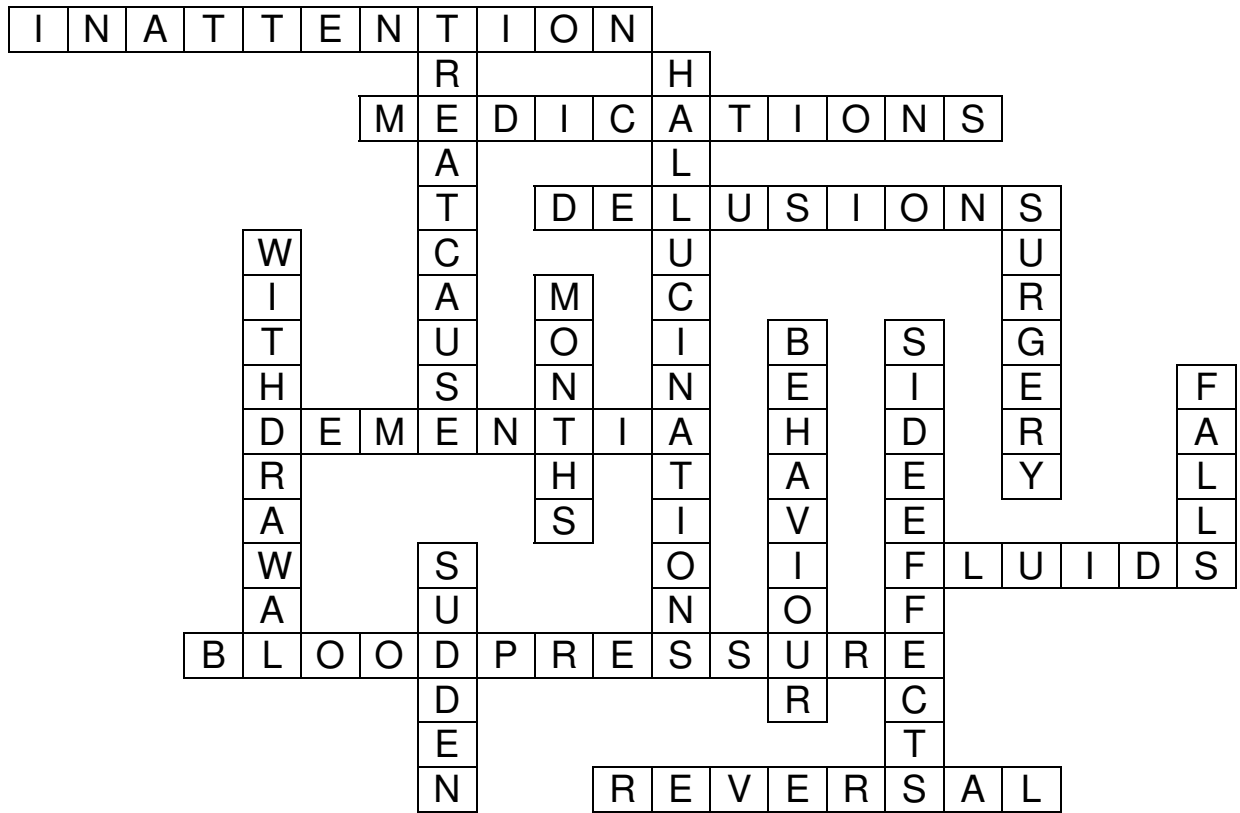 INATTENTION
TREATCAUSE
HALLUCINATIONS
MEDICATIONS
DELUSIONS
SURGERY
WITHDRAWAL
MONTHS
BEHAVIOUR
SIDEEFFECTS
FALLS
DEMENTIA
SUDDEN
FLUIDS
BLOODPRESSURE
REVERSAL